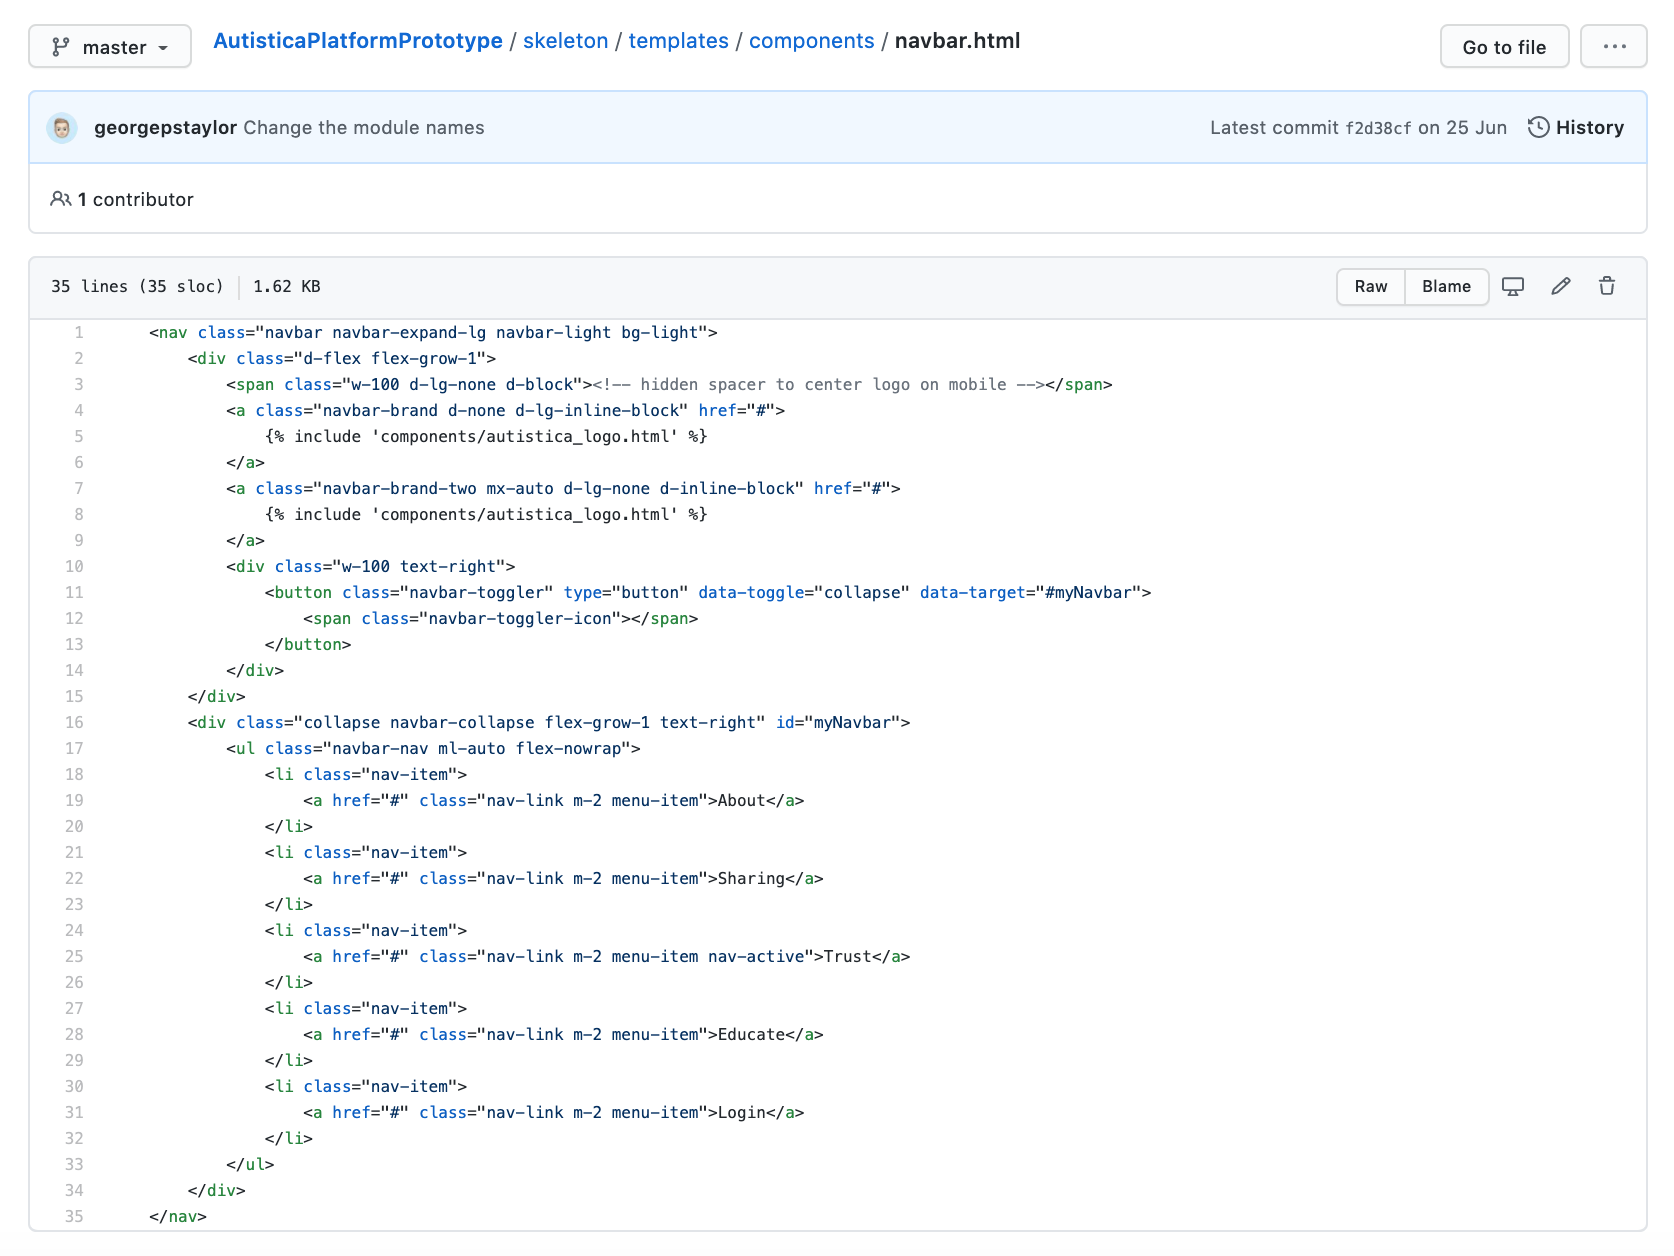 master AutisticaPlatformPrototype / skeleton / templates / components / navbar.html Go to file ...
georgepstaylor Change the module names Latest commit f2d38cf on 25 Jun History
1 contributor
35 lines (35 sloc) 1.62 KB Raw Blame
1 <nav class="navbar navbar-expand-lg navbar-light bg-light">
2 <div class="d-flex flex-grow-1">
3 <span class="w-100 d-lg-none d-block"><!-- hidden spacer to center logo on mobile --></span>
4 <a class="navbar-brand d-none d-lg-inline-block" href="#">
5 {% include 'components/autistica_logo.html' %}
6 </a>
7 <a class="navbar-brand-two mx-auto d-lg-none d-inline-block" href="#">
8 {% include 'components/autistica_logo.html' %}
9 </a>
10 <div class="w-100 text-right">
11 <button class="navbar-toggler" type="button" data-toggle="collapse" data-target="#myNavbar">
12 <span class="navbar-toggler-icon"></span>
13 </button>
14 </div>
15 </div>
16 <div class="collapse navbar-collapse flex-grow-1 text-right" id="myNavbar">
17 <ul class="navbar-nav ml-auto flex-nowrap">
18 <li class="nav-item">
19 <a href="#" class="nav-link m-2 menu-item">About</a>
20 </li>
21 <li class="nav-item">
22 <a href="#" class="nav-link m-2 menu-item">Sharing</a>
23 </li>
24 <li class="nav-item">
25 <a href="#" class="nav-link m-2 menu-item nav-active">Trust</a>
26 </li>
27 <li class="nav-item">
28 <a href="#" class="nav-link m-2 menu-item">Educate</a>
29 </li>
30 <li class="nav-item">
31 <a href="#" class="nav-link m-2 menu-item">Login</a>
32 </li>
33 </ul>
34 </div>
35 </nav>